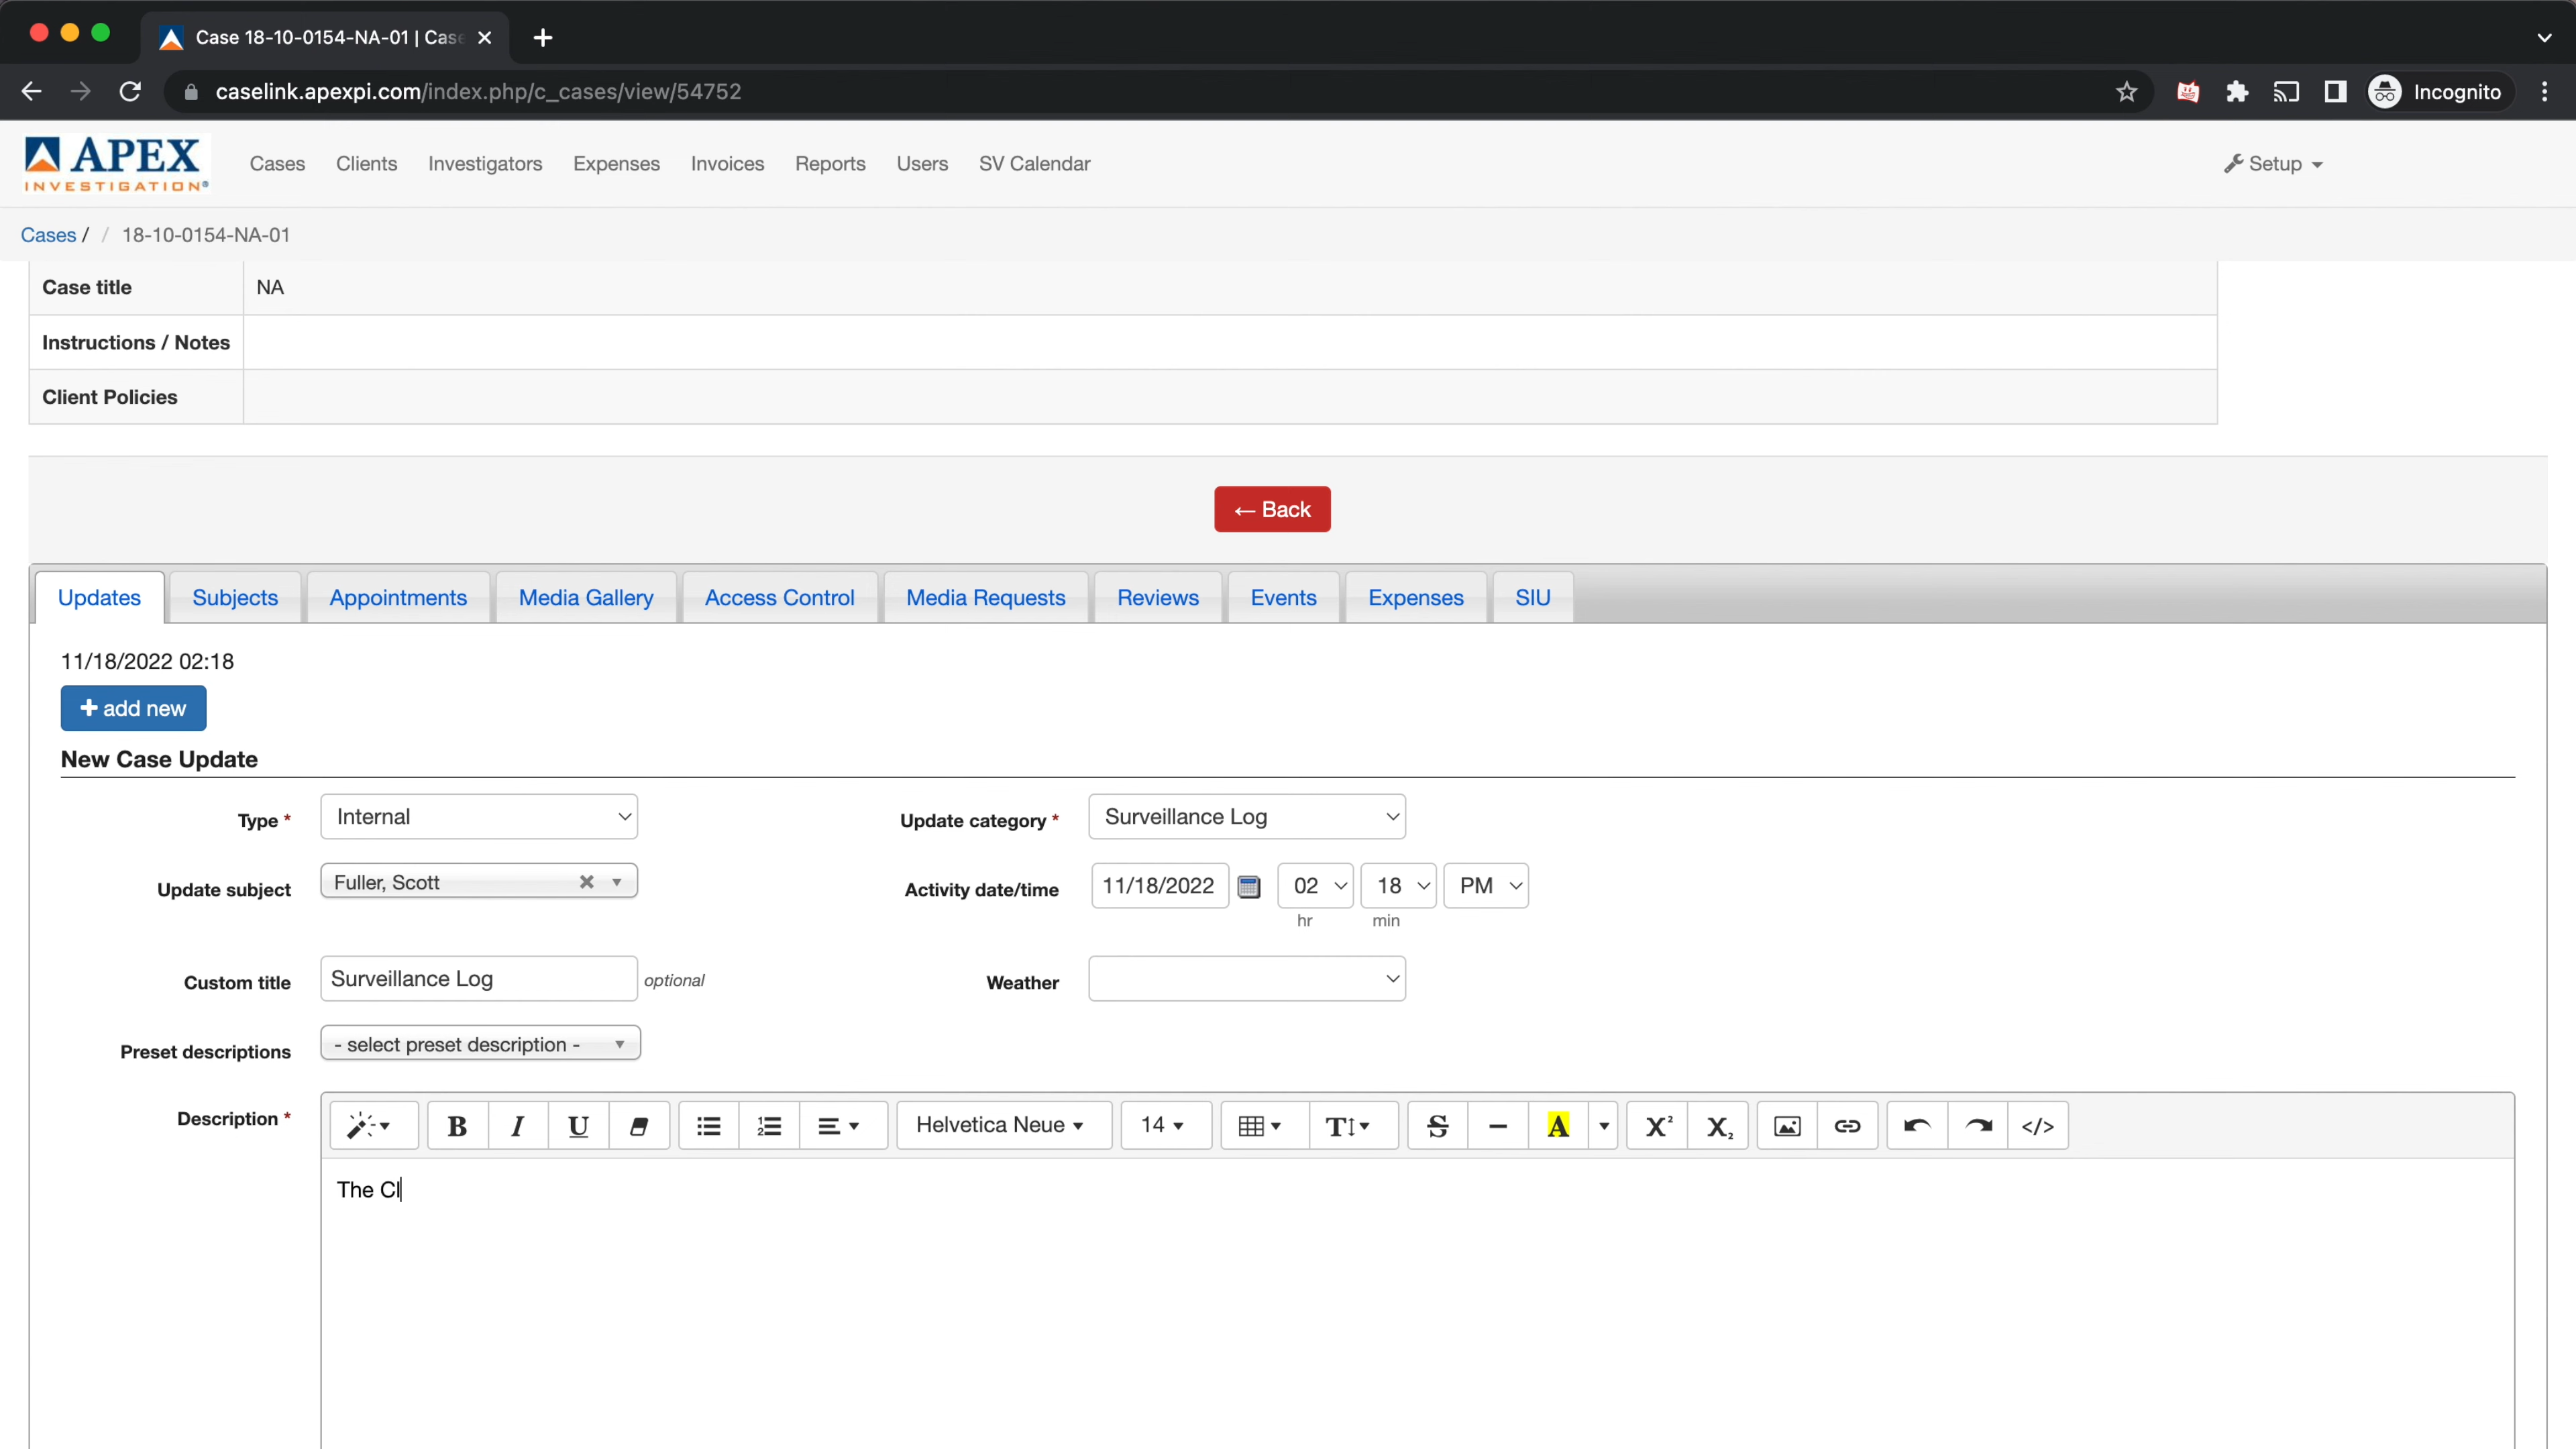 Case 18-10-0154-NA-01 | Case
caselink.apexpi.com/index.php/c_cases/view/54752
Incognito
APEX
INVESTIGATION®
Cases Clients Investigators Expenses Invoices Reports Users SV Calendar
Setup
Cases / / 18-10-0154-NA-01
Case title NA
Instructions / Notes
Client Policies
← Back
Updates Subjects Appointments Media Gallery Access Control Media Requests Reviews Events Expenses SIU
11/18/2022 02:18
+ add new
New Case Update
Type * Internal Update category * Surveillance Log
Update subject Fuller, Scott Activity date/time 11/18/2022 02 18 PM
hr min
Custom title Surveillance Log optional Weather
Preset descriptions - select preset description -
Description * B I U Helvetica Neue 14 T S A X² X₂ </>
The Cl